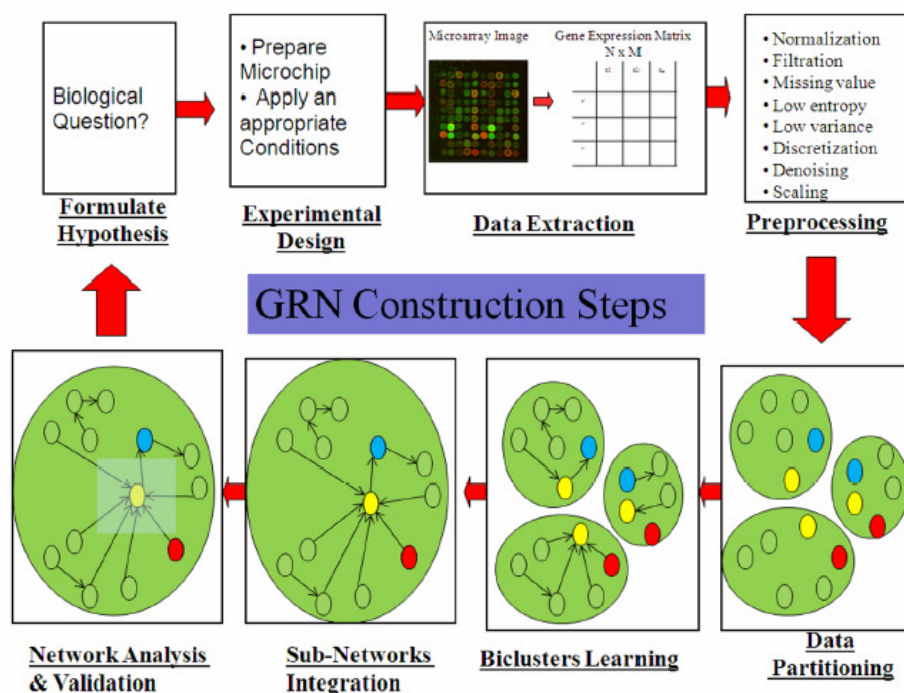 Biological
Question?
Formulate
Hypothesis
• Prepare
Microchip
• Apply an
appropriate
Conditions
Experimental
Design
Microarray Image
Gene Expression Matrix
N x M
Data Extraction
• Normalization
• Filtration
• Missing value
• Low entropy
• Low variance
• Discretization
• Denoising
• Scaling
Preprocessing
GRN Construction Steps
Network Analysis
& Validation
Sub-Networks
Integration
Biclusters Learning
Data
Partitioning